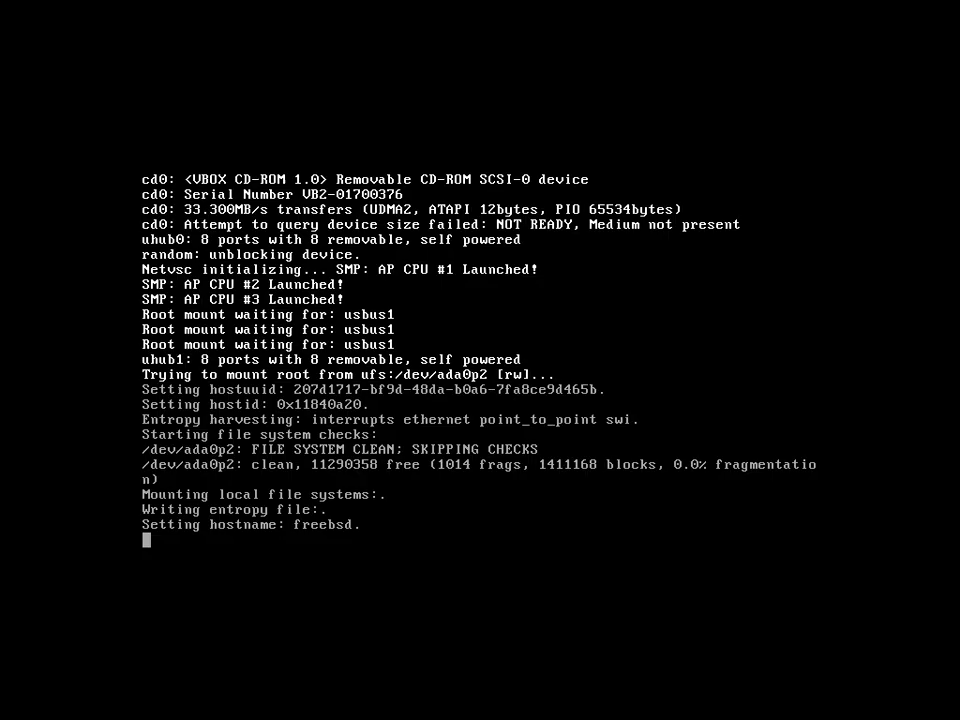 cd0: <VBOX CD-ROM 1.0> Removable CD-ROM SCSI-0 device
cd0: Serial Number VB2-01700376
cd0: 33.300MB/s transfers (UDMA2, ATAPI 12bytes, PIO 65534bytes)
cd0: Attempt to query device size failed: NOT READY, Medium not present
uhub0: 8 ports with 8 removable, self powered
random: unblocking device.
Netvsc initializing... SMP: AP CPU #1 Launched!
SMP: AP CPU #2 Launched!
SMP: AP CPU #3 Launched!
Root mount waiting for: usbus1
Root mount waiting for: usbus1
Root mount waiting for: usbus1
uhub1: 8 ports with 8 removable, self powered
Trying to mount root from ufs:/dev/ada0p2 [rw]...
Setting hostuuid: 207d1717-bf9d-48da-b0a6-7fa8ce9d465b.
Setting hostid: 0x11840a20.
Entropy harvesting: interrupts ethernet point_to_point swi.
Starting file system checks:
/dev/ada0p2: FILE SYSTEM CLEAN; SKIPPING CHECKS
/dev/ada0p2: clean, 11290358 free (1014 frags, 1411168 blocks, 0.0% fragmentatio
n)
Mounting local file systems:.
Writing entropy file:.
Setting hostname: freebsd.